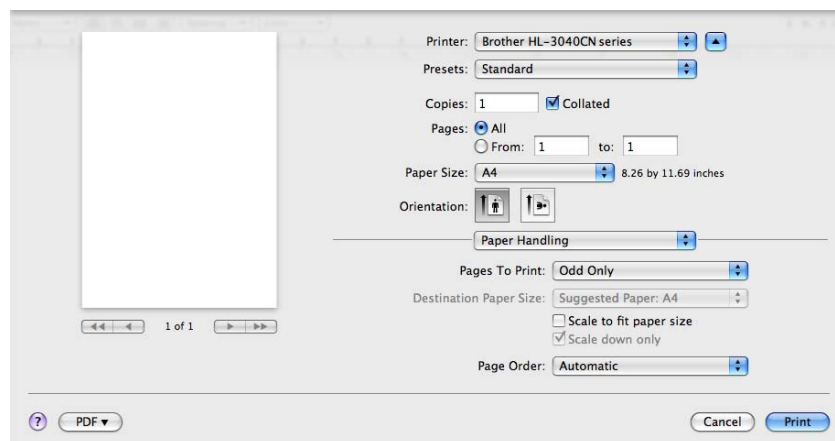 Printer: Brother HL-3040CN series
Presets: Standard
Copies: 1 Collated
Pages: All
From: 1 to: 1
Paper Size: A4 8.26 by 11.69 inches
Orientation:
Paper Handling
Pages To Print: Odd Only
Destination Paper Size: Suggested Paper: A4
Scale to fit paper size
Scale down only
Page Order: Automatic
1 of 1
? PDF▼ Cancel Print